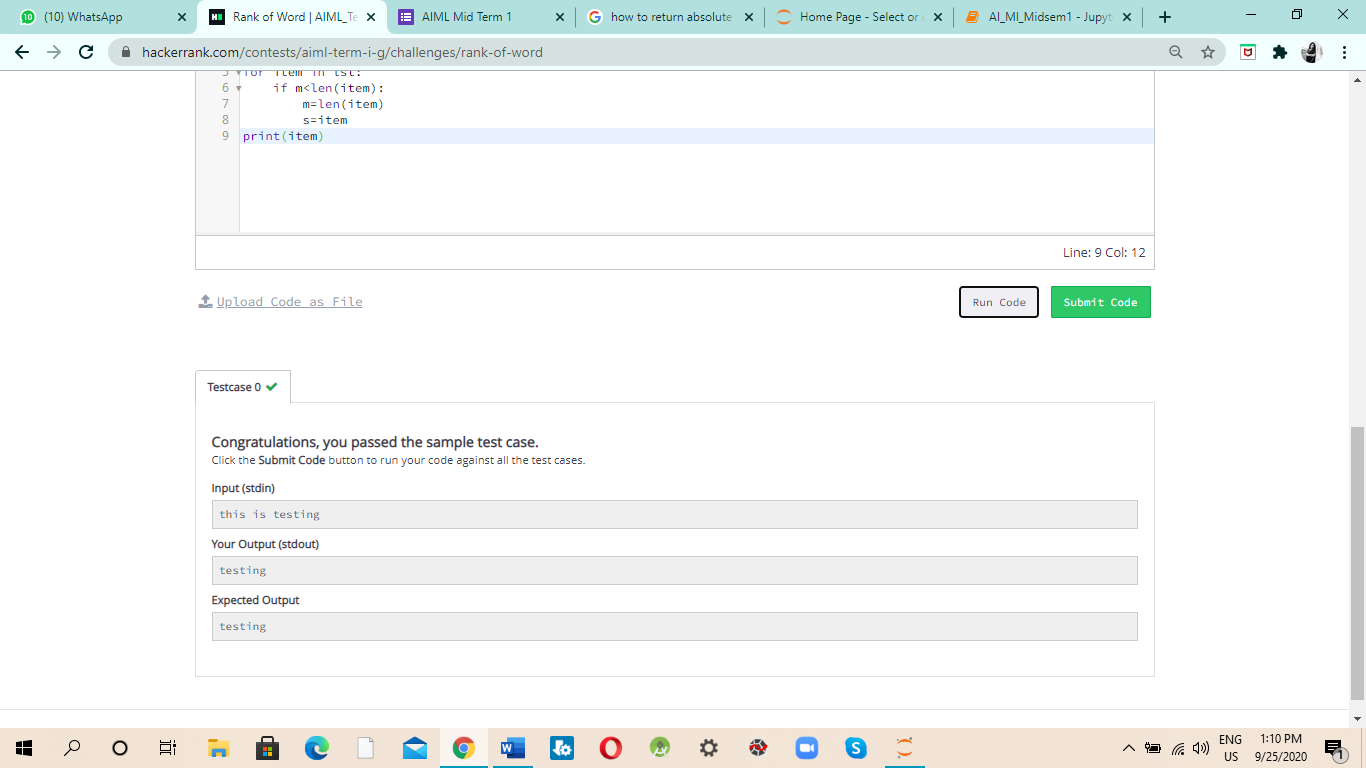 (10) WhatsApp
Rank of Word | AIML_Te
AIML Mid Term 1
how to return absolute
Home Page - Select or
AI_Ml_Midsem1 - Jupyt
hackerrank.com/contests/aiml-term-i-g/challenges/rank-of-word
5 for item in lst:
6 if m<len(item):
7 m=len(item)
8 s=item
9 print(item)
Line: 9 Col: 12
Upload Code as File
Run Code
Submit Code
Testcase 0
Congratulations, you passed the sample test case.
Click the Submit Code button to run your code against all the test cases.
Input (stdin)
this is testing
Your Output (stdout)
testing
Expected Output
testing
ENG
US
1:10 PM
9/25/2020
1